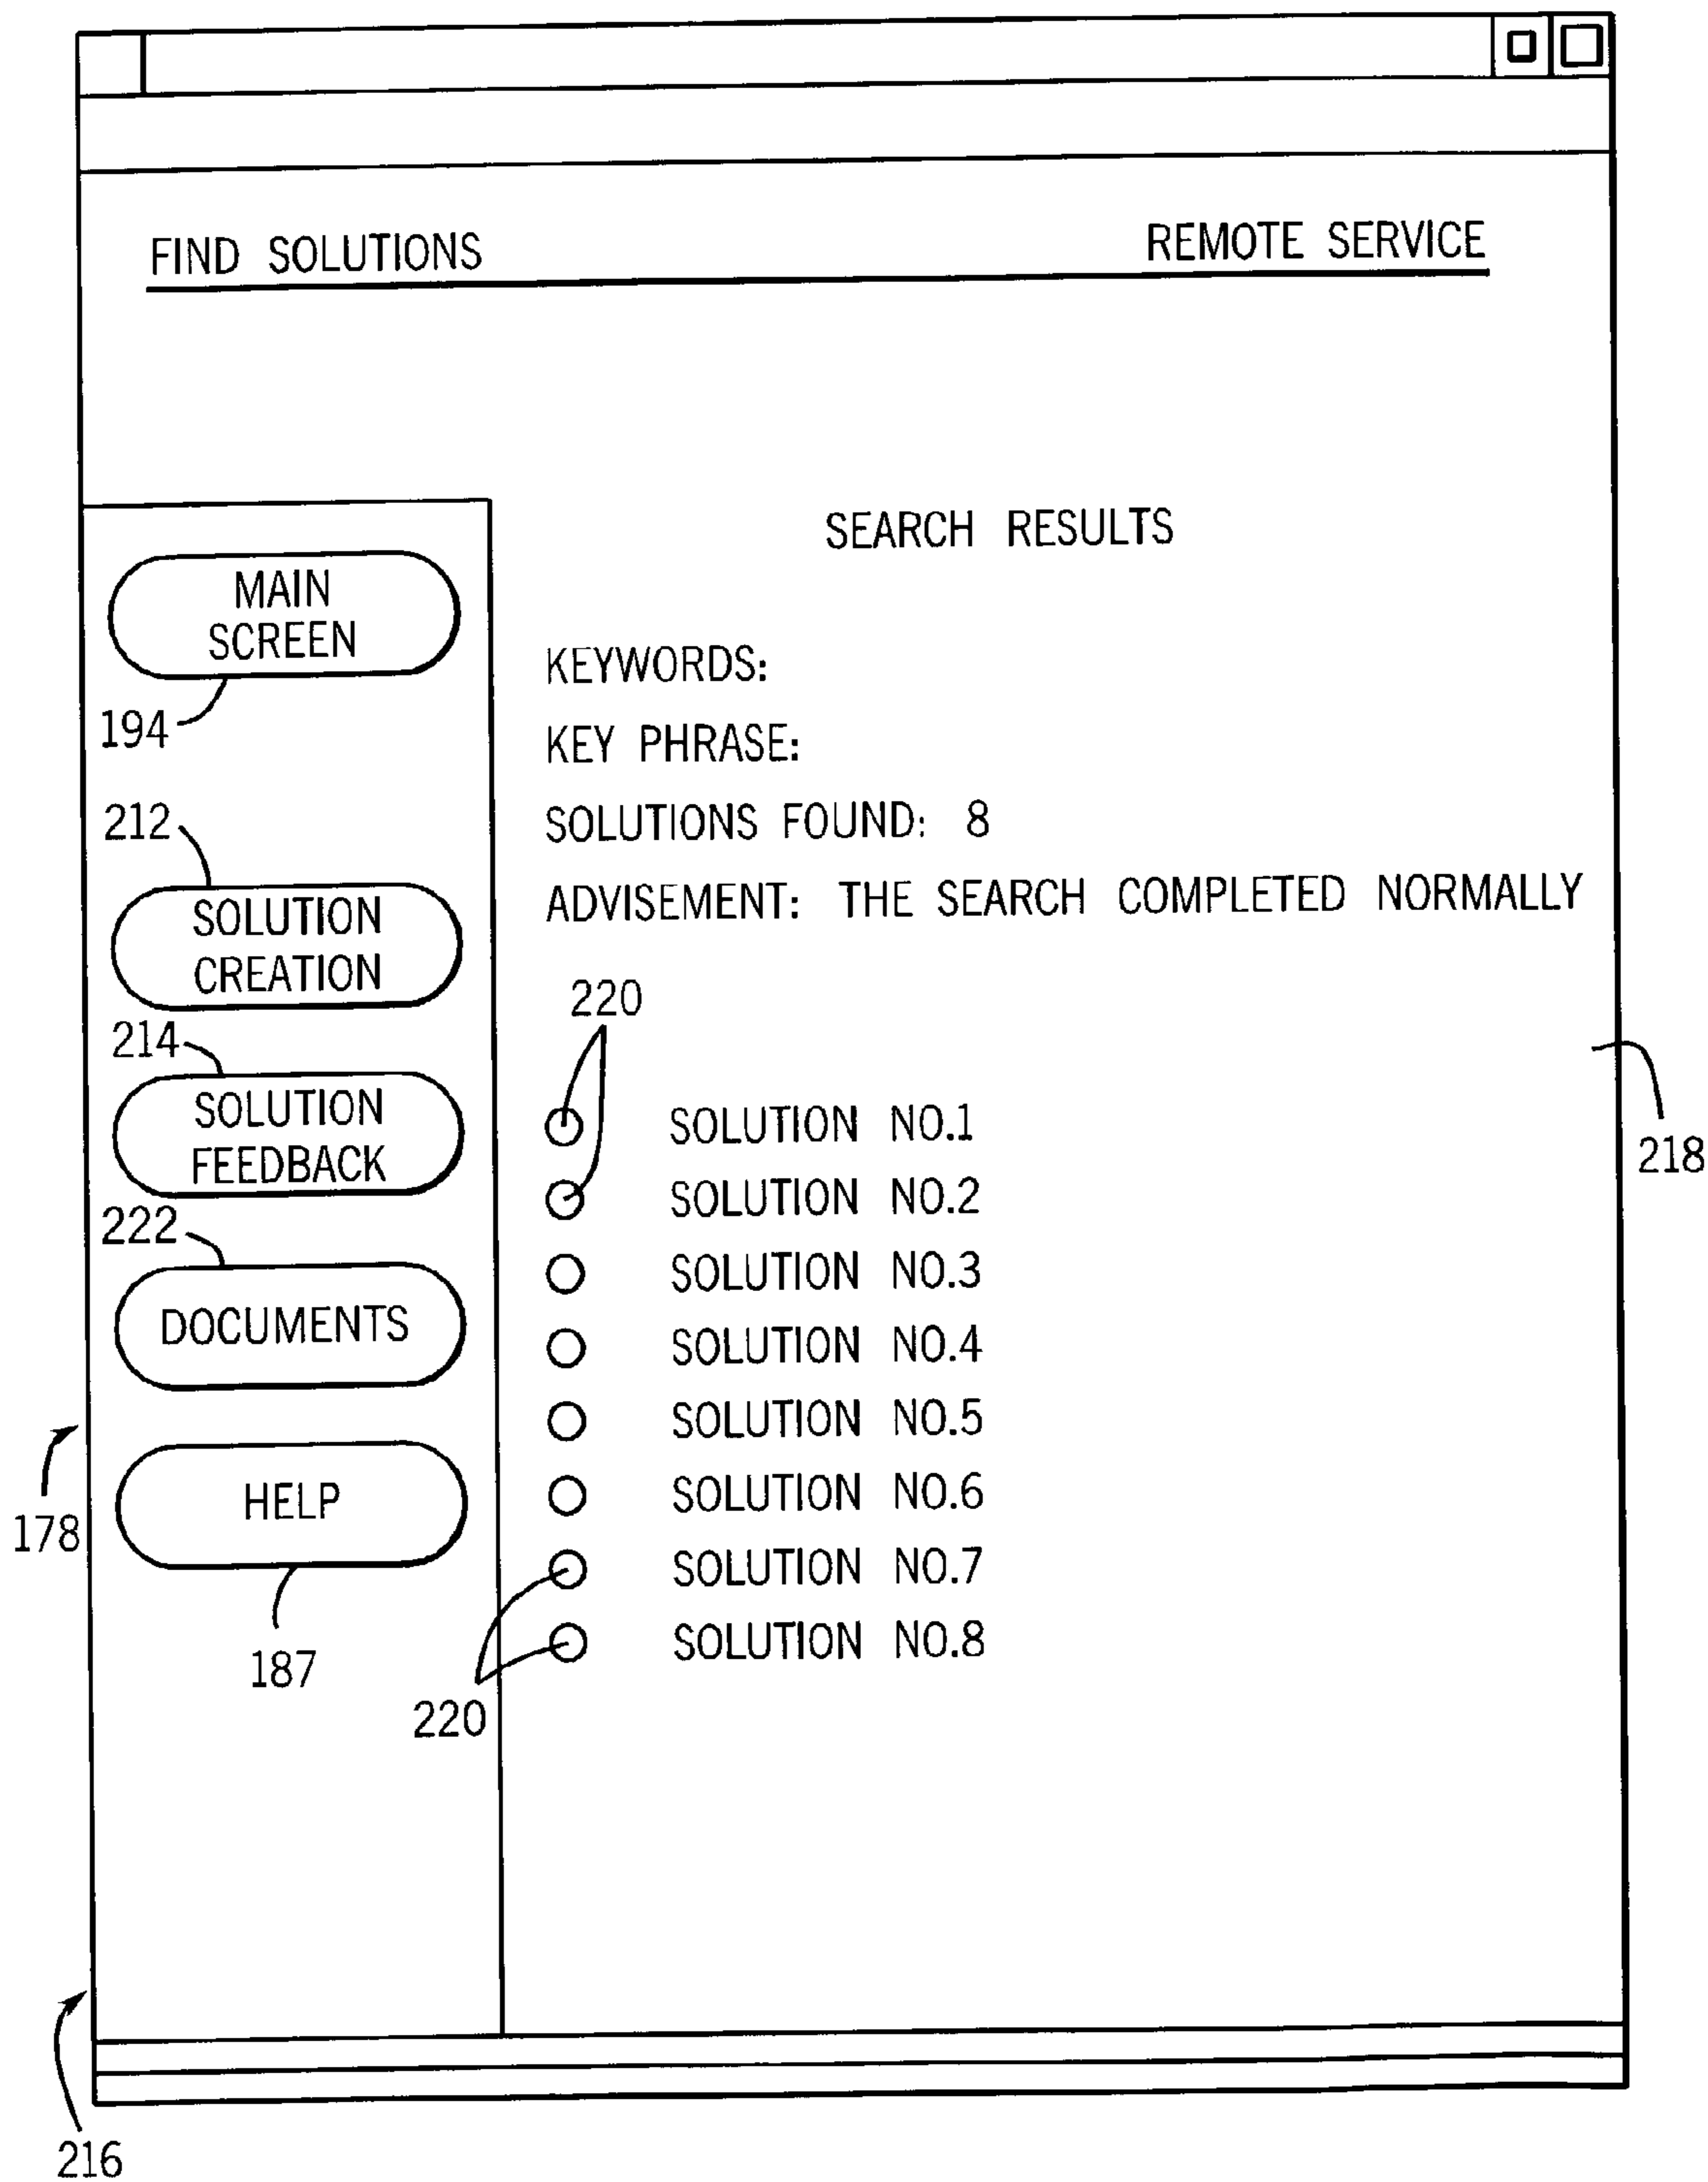 FIND SOLUTIONS
REMOTE SERVICE
SEARCH RESULTS
MAIN
SCREEN
194
212
SOLUTION
CREATION
214
SOLUTION
FEEDBACK
222
DOCUMENTS
178
HELP
187
216
KEYWORDS:
KEY PHRASE:
SOLUTIONS FOUND: 8
ADVISEMENT: THE SEARCH COMPLETED NORMALLY
220
SOLUTION NO.1
SOLUTION NO.2
SOLUTION NO.3
SOLUTION NO.4
SOLUTION NO.5
SOLUTION NO.6
SOLUTION NO.7
SOLUTION NO.8
220
218